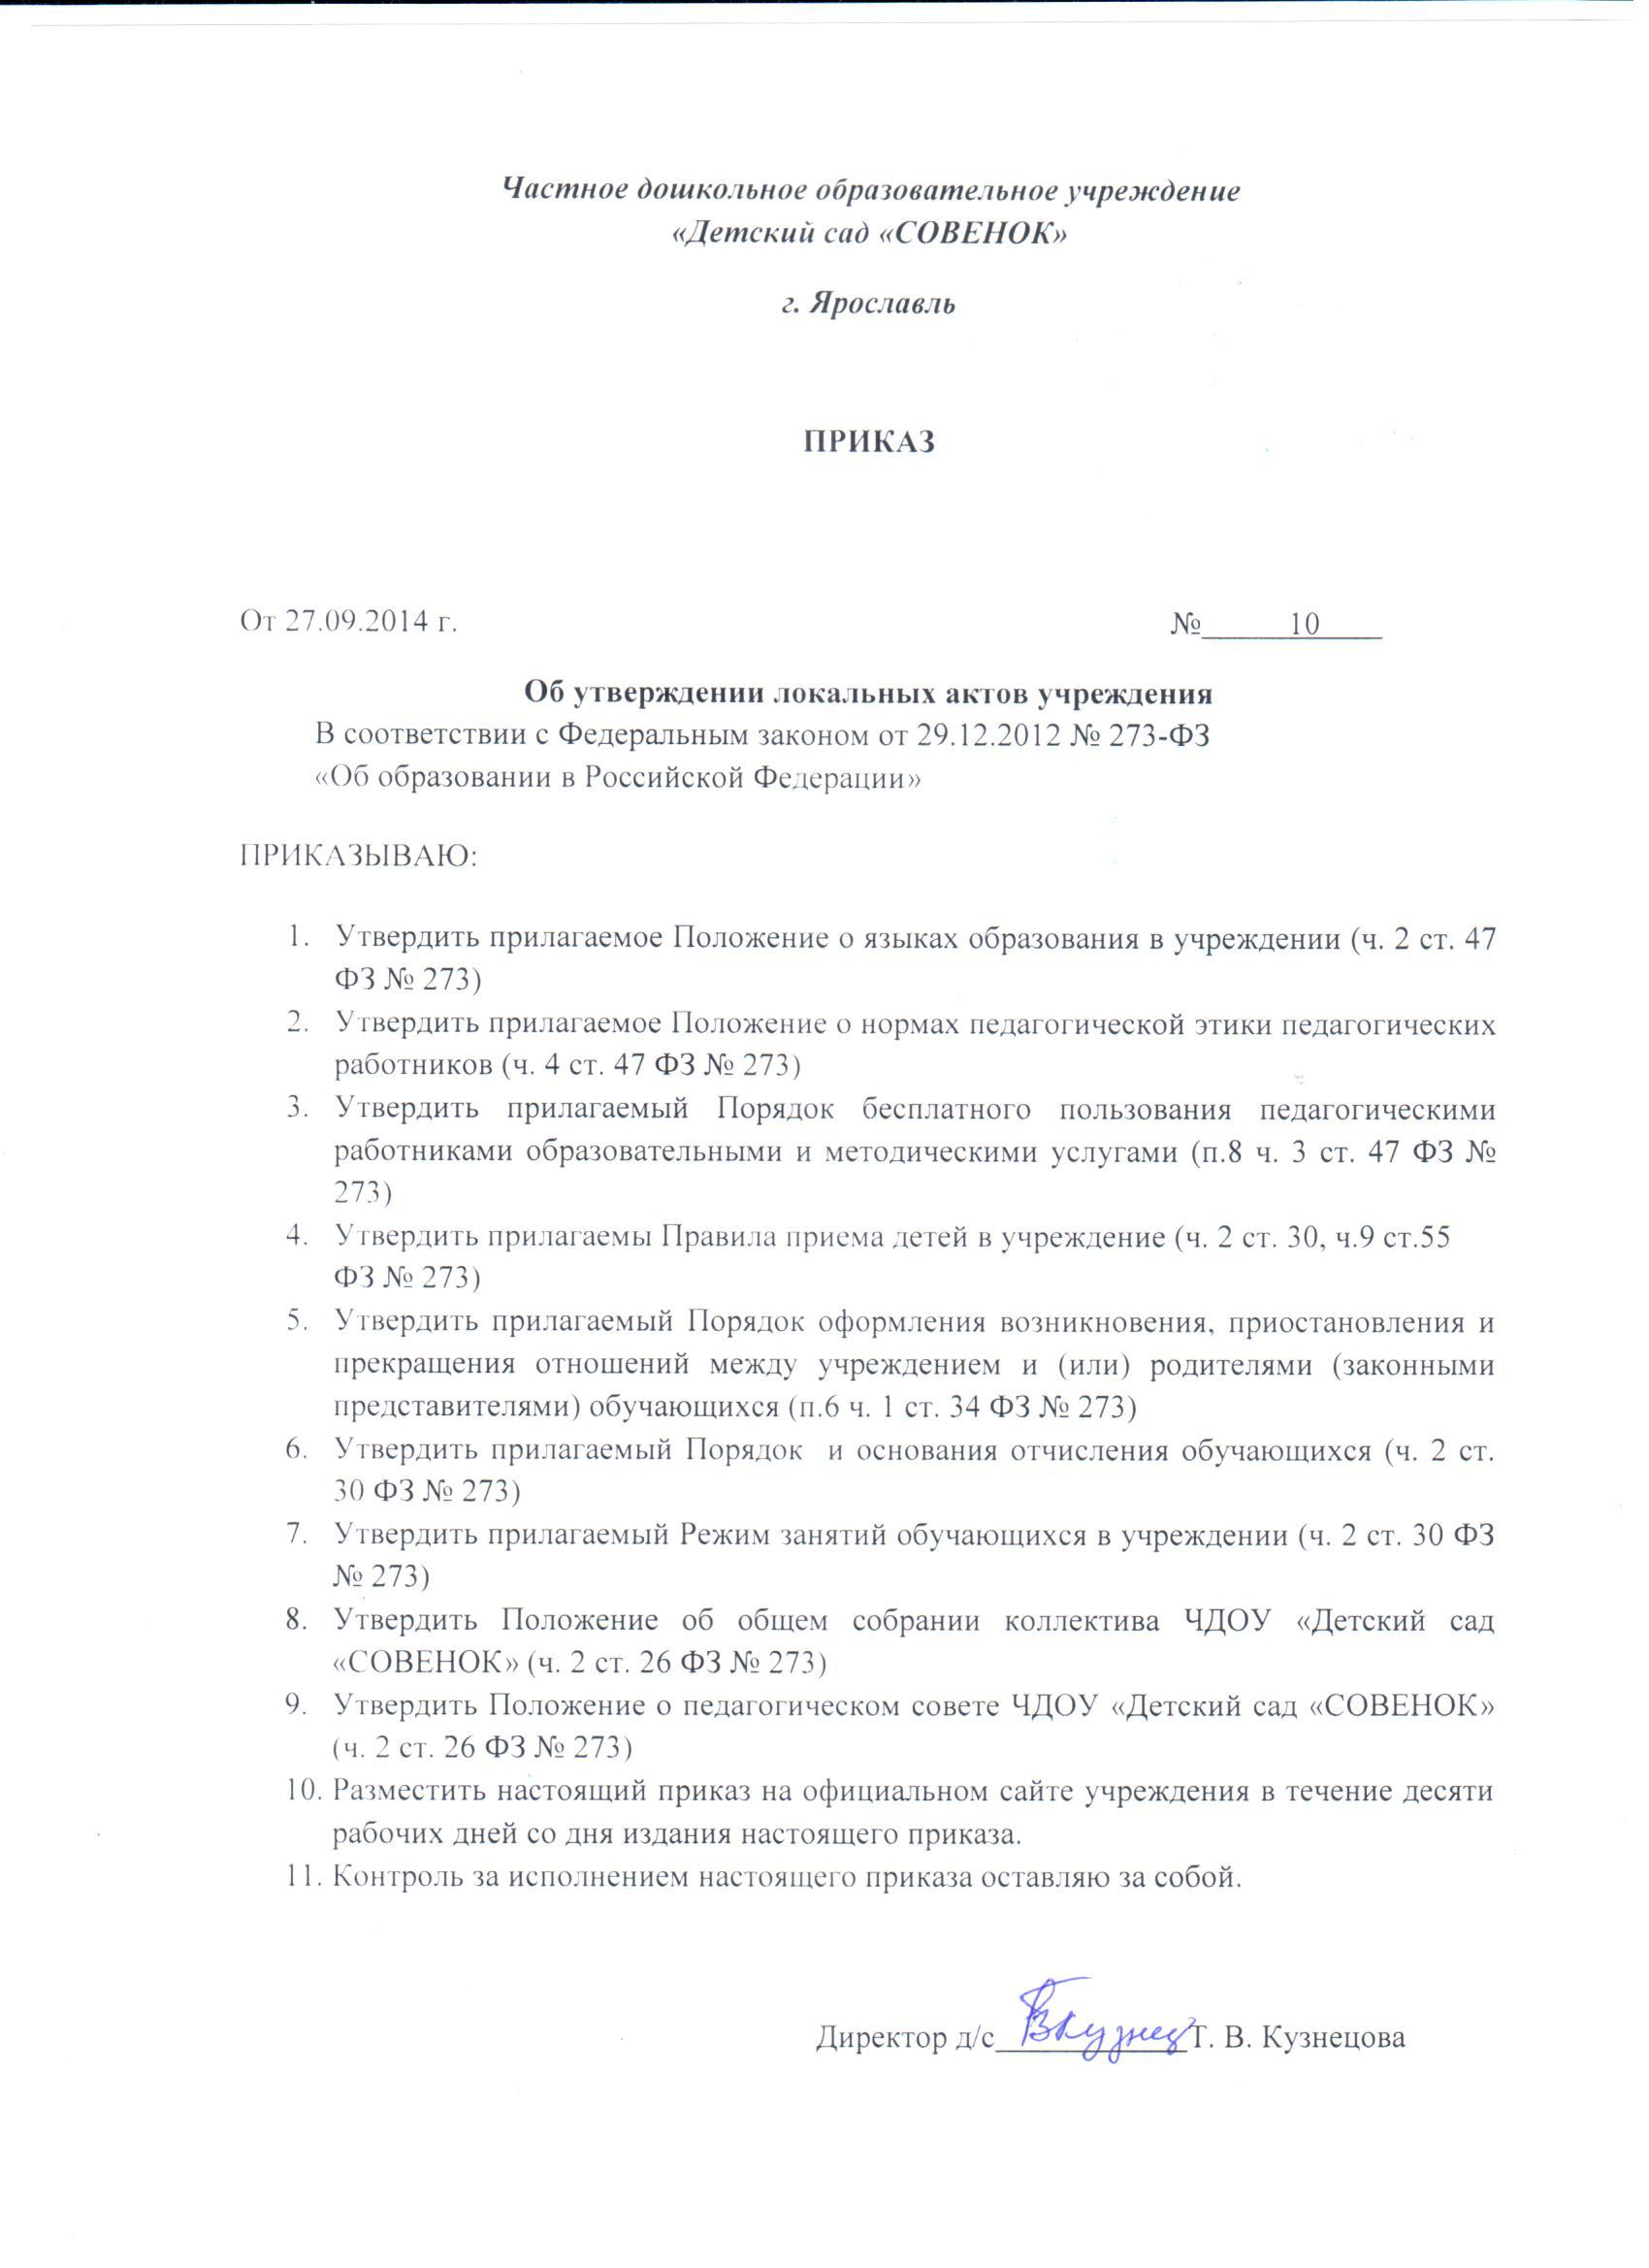 Частное дошкольное образовательное учреждение
«Детский сад «СОВЕНОК»
г. Ярославль
ПРИКАЗ
От 27.09.2014 г. №______10____
Об утверждении локальных актов учреждения
В соответствии с Федеральным законом от 29.12.2012 № 273-ФЗ
«Об образовании в Российской Федерации»
ПРИКАЗЫВАЮ:
1. Утвердить прилагаемое Положение о языках образования в учреждении (ч. 2 ст. 47
ФЗ № 273)
2. Утвердить прилагаемое Положение о нормах педагогической этики педагогических
работников (ч. 4 ст. 47 ФЗ № 273)
3. Утвердить прилагаемый Порядок бесплатного пользования педагогическими
работниками образовательными и методическими услугами (п.8 ч. 3 ст. 47 ФЗ №
273)
4. Утвердить прилагаемы Правила приема детей в учреждение (ч. 2 ст. 30, ч.9 ст.55
ФЗ № 273)
5. Утвердить прилагаемый Порядок оформления возникновения, приостановления и
прекращения отношений между учреждением и (или) родителями (законными
представителями) обучающихся (п.6 ч. 1 ст. 34 ФЗ № 273)
6. Утвердить прилагаемый Порядок и основания отчисления обучающихся (ч. 2 ст.
30 ФЗ № 273)
7. Утвердить прилагаемый Режим занятий обучающихся в учреждении (ч. 2 ст. 30 ФЗ
№ 273)
8. Утвердить Положение об общем собрании коллектива ЧДОУ «Детский сад
«СОВЕНОК» (ч. 2 ст. 26 ФЗ № 273)
9. Утвердить Положение о педагогическом совете ЧДОУ «Детский сад «СОВЕНОК»
(ч. 2 ст. 26 ФЗ № 273)
10. Разместить настоящий приказ на официальном сайте учреждения в течение десяти
рабочих дней со дня издания настоящего приказа.
11. Контроль за исполнением настоящего приказа оставляю за собой.
Директор д/с____________Т. В. Кузнецова